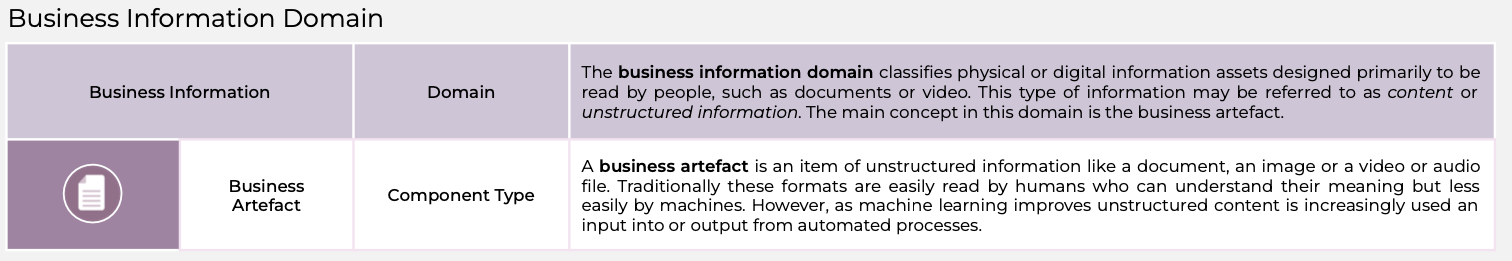 Business Information Domain
Business Information
Domain
The business information domain classifies physical or digital information assets designed primarily to be
read by people, such as documents or video. This type of information may be referred to as content or
unstructured information. The main concept in this domain is the business artefact.
Business
Artefact
Component Type
A business artefact is an item of unstructured information like a document, an image or a video or audio
file. Traditionally these formats are easily read by humans who can understand their meaning but less
easily by machines. However, as machine learning improves unstructured content is increasingly used an
input into or output from automated processes.